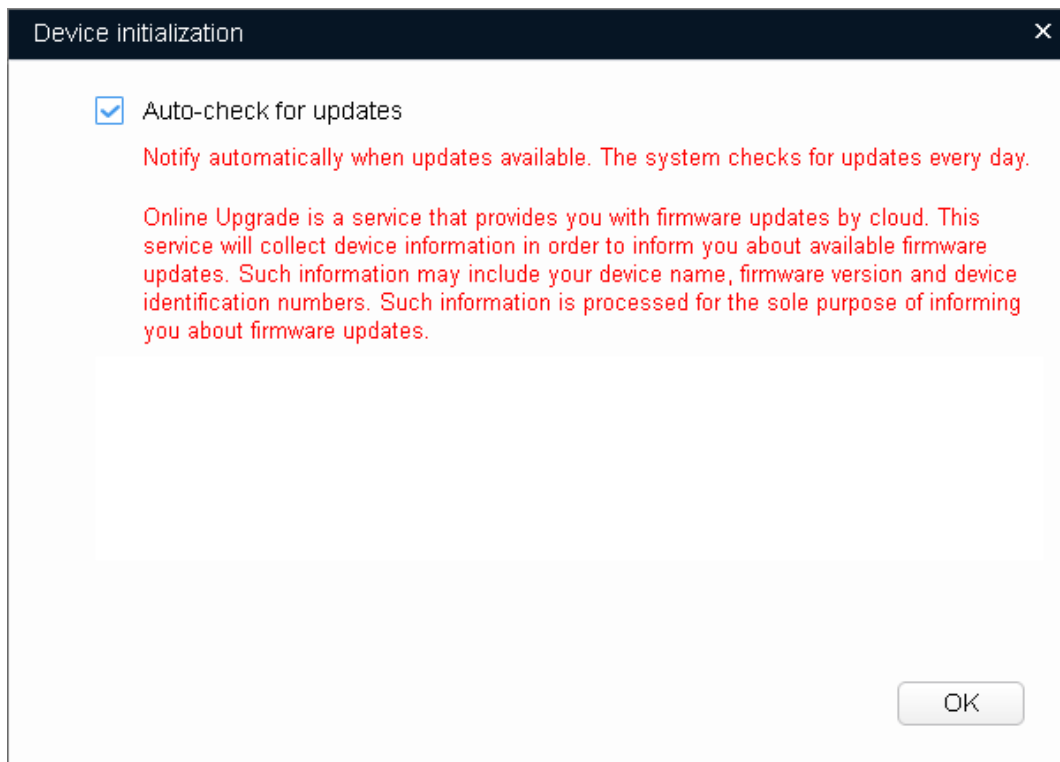 Device initialization
Auto-check for updates
Notify automatically when updates available. The system checks for updates every day.
Online Upgrade is a service that provides you with firmware updates by cloud. This
service will collect device information in order to inform you about available firmware
updates. Such information may include your device name, firmware version and device
identification numbers. Such information is processed for the sole purpose of informing
you about firmware updates.
OK